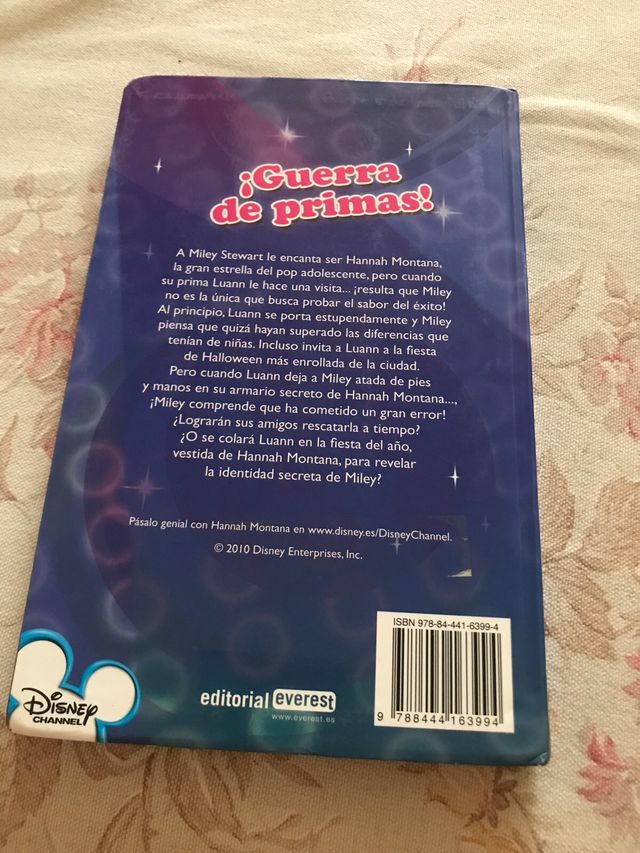 ¡Guerra
de primas!
A Miley Stewart le encanta ser Hannah Montana,
la gran estrella del pop adolescente, pero cuando
su prima Luann le hace una visita... ¡resulta que Miley
no es la única que busca probar el sabor del éxito!
Al principio, Luann se porta estupendamente y Miley
piensa que quizá hayan superado las diferencias que
tenían de niñas. Incluso invita a Luann a la fiesta
de Halloween más enrollada de la ciudad.
Pero cuando Luann deja a Miley atada de pies
y manos en su armario secreto de Hannah Montana...,
¡Miley comprende que ha cometido un gran error!
¿Lograrán sus amigos rescatarla a tiempo?
¿O se colará Luann en la fiesta del año,
vestida de Hannah Montana, para revelar
la identidad secreta de Miley?
Pásalo genial con Hannah Montana en www.disney.es/DisneyChannel.
© 2010 Disney Enterprises, Inc.
ISBN 978-84-441-6399-4
9 788444 163994
editorial everest
www.everest.es
Disney
CHANNEL